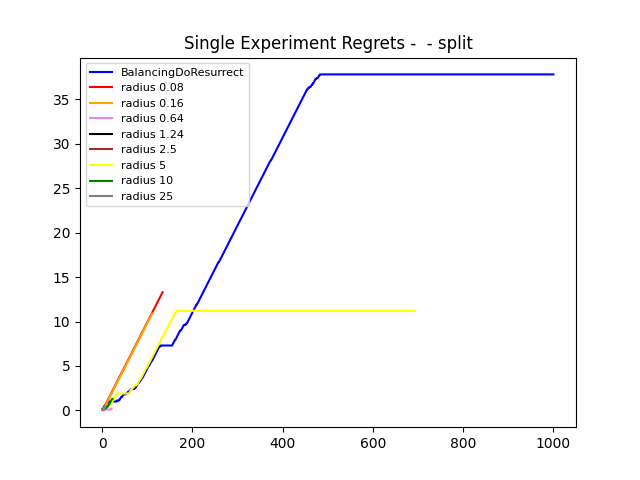 Single Experiment Regrets -  - split
BalancingDoResurrect
radius 0.08
radius 0.16
radius 0.64
radius 1.24
radius 2.5
radius 5
radius 10
radius 25
35
30
25
20
15
10
5
0
0 200 400 600 800 1000